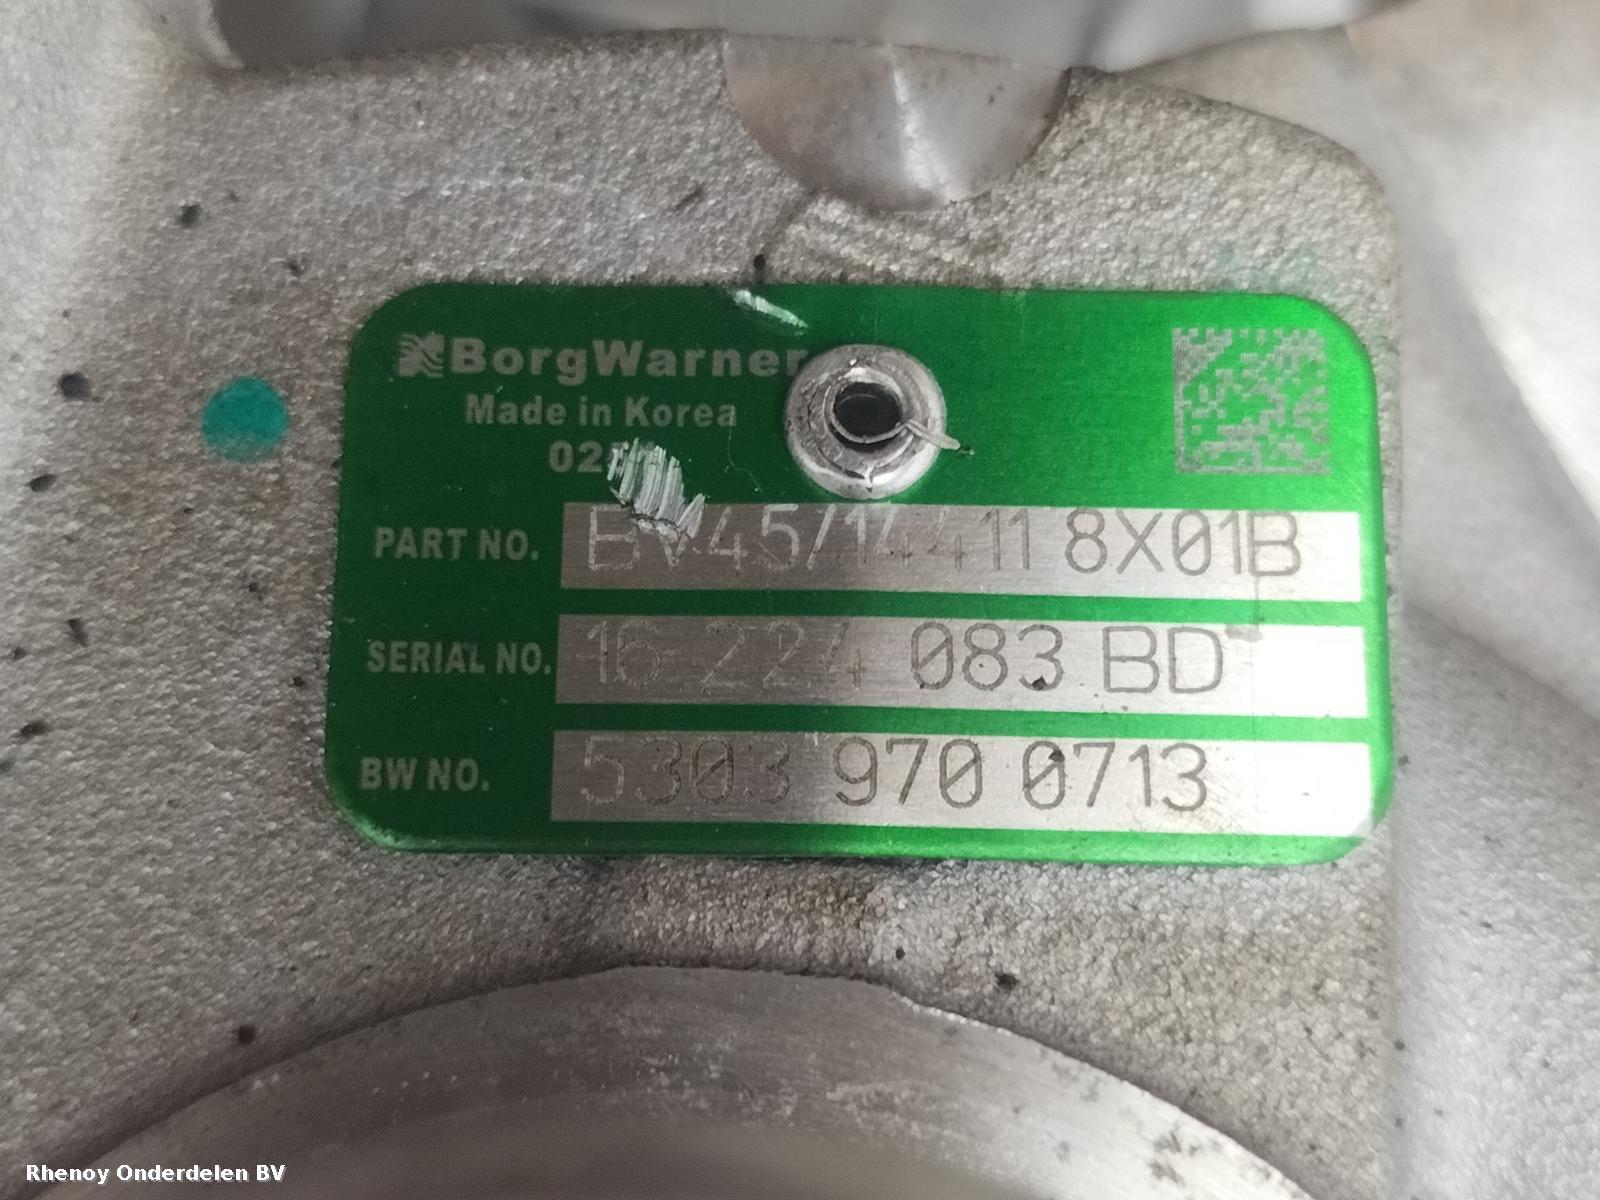 BorgWarner
Made in Korea
PART NO. BV45/14411 8X01B
SERIAL NO. 16 224 083 BD
BW NO. 5303 970 0713
Rhenoy Onderdelen BV